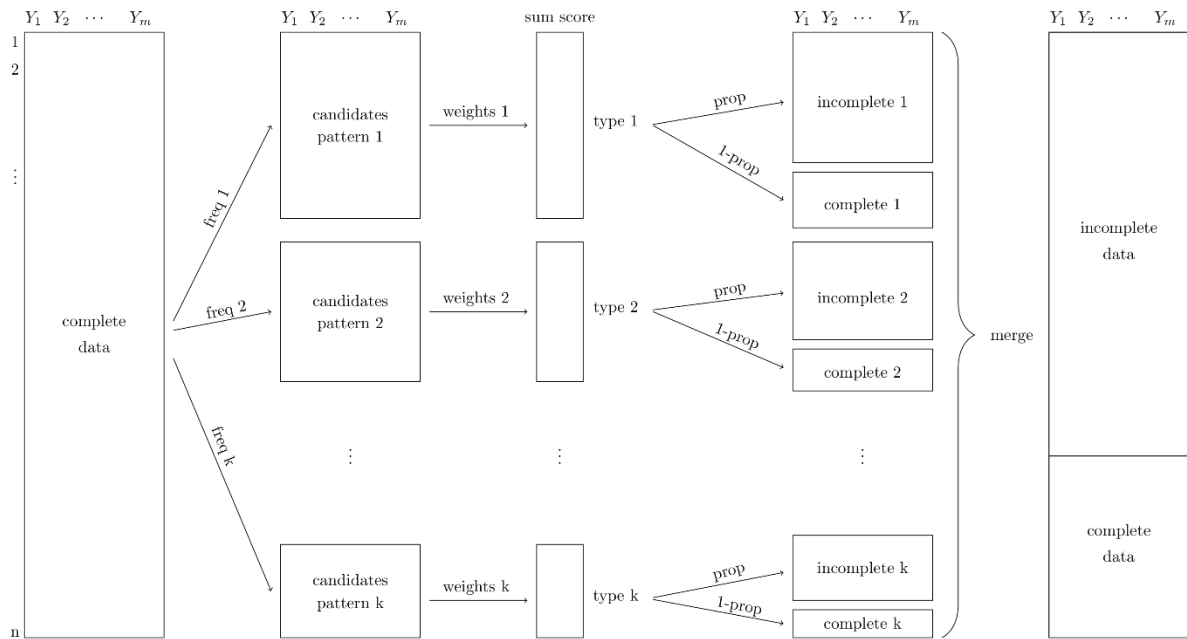 Y₁ Y₂ ⋯ Yₘ
1
2
⋮
n
complete
data
freq 1
freq 2
freq k
Y₁ Y₂ ⋯ Yₘ
candidates
pattern 1
candidates
pattern 2
⋮
candidates
pattern k
weights 1
weights 2
weights k
sum score
⋮
type 1
type 2
type k
prop
1-prop
prop
1-prop
prop
1-prop
Y₁ Y₂ ⋯ Yₘ
incomplete 1
complete 1
incomplete 2
complete 2
⋮
incomplete k
complete k
merge
Y₁ Y₂ ⋯ Yₘ
incomplete
data
complete
data